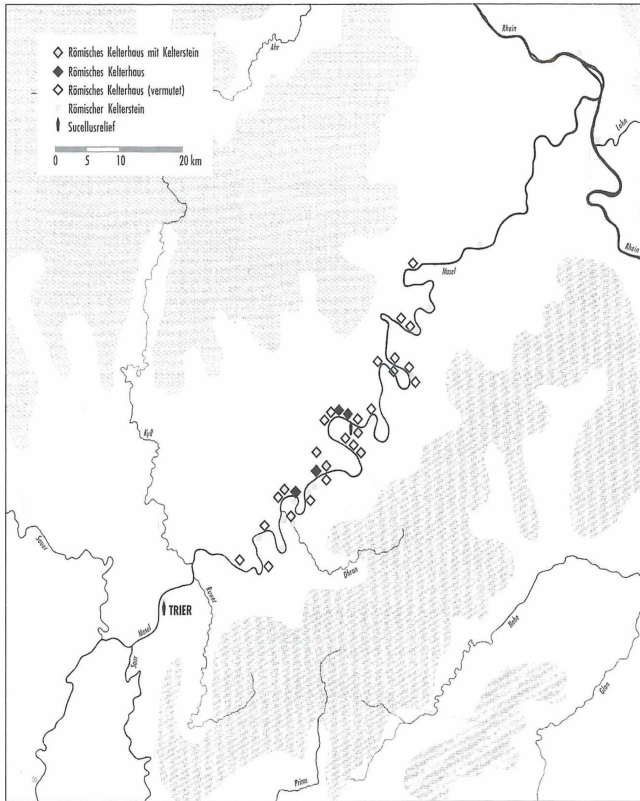 Römisches Kelterhaus mit Kelterstein
Römisches Kelterhaus
Römisches Kelterhaus (vermutet)
Römischer Kelterstein
Sucellusrelief
0 5 10 20 km
Ahr
Rhein
Lahn
Rhein
Mosel
Kyll
Sauer
Dhron
Ruwer
Mosel
TRIER
Saar
Nahe
Glan
Prims